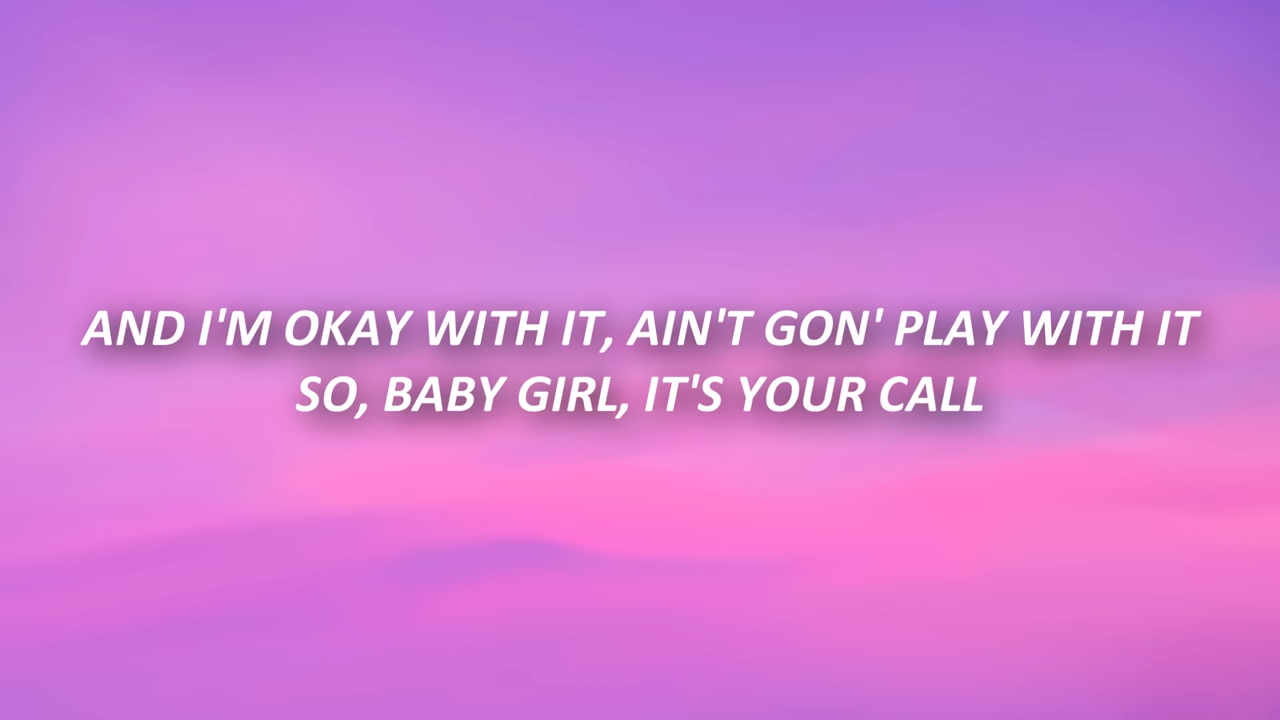 AND I'M OKAY WITH IT, AIN'T GON' PLAY WITH IT
SO, BABY GIRL, IT'S YOUR CALL